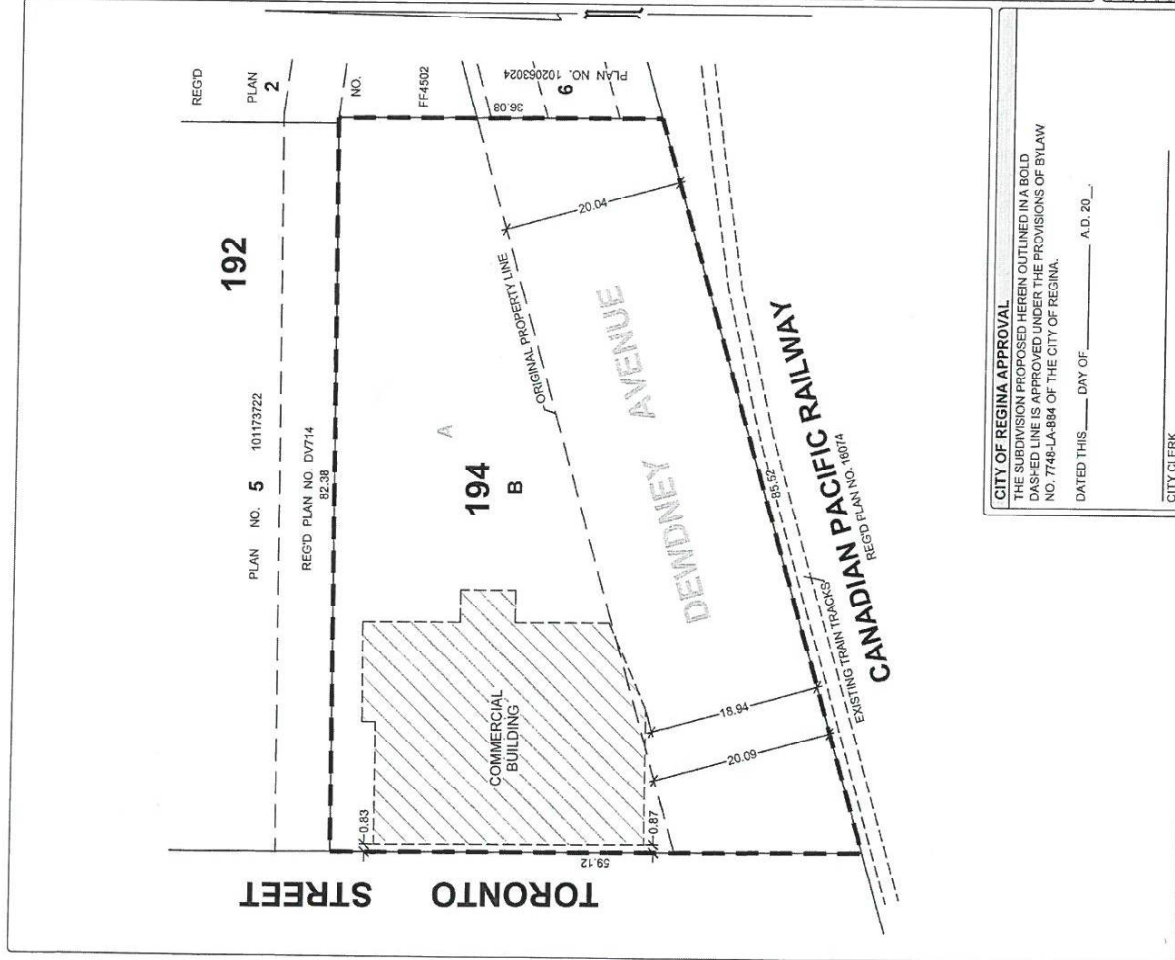 REG'D
PLAN
2
NO.
FF4502
PLAN NO. 102063024
6
36.08
192
PLAN NO. 5 101173722
REG'D PLAN NO. DV714
82.38
20.04
ORIGINAL PROPERTY LINE
A
194
B
DEWDNEY AVENUE
COMMERCIAL
BUILDING
0.83
0.87
59.12
18.94
20.09
85.52
EXISTING TRAIN TRACKS
CANADIAN PACIFIC RAILWAY
REG'D PLAN NO. 16074
TORONTO STREET
CITY OF REGINA APPROVAL
THE SUBDIVISION PROPOSED HEREIN OUTLINED IN A BOLD
DASHED LINE IS APPROVED UNDER THE PROVISIONS OF BYLAW
NO. 7748-LA-884 OF THE CITY OF REGINA.
DATED THIS____ DAY OF__________ A.D. 20__.
CITY CLERK